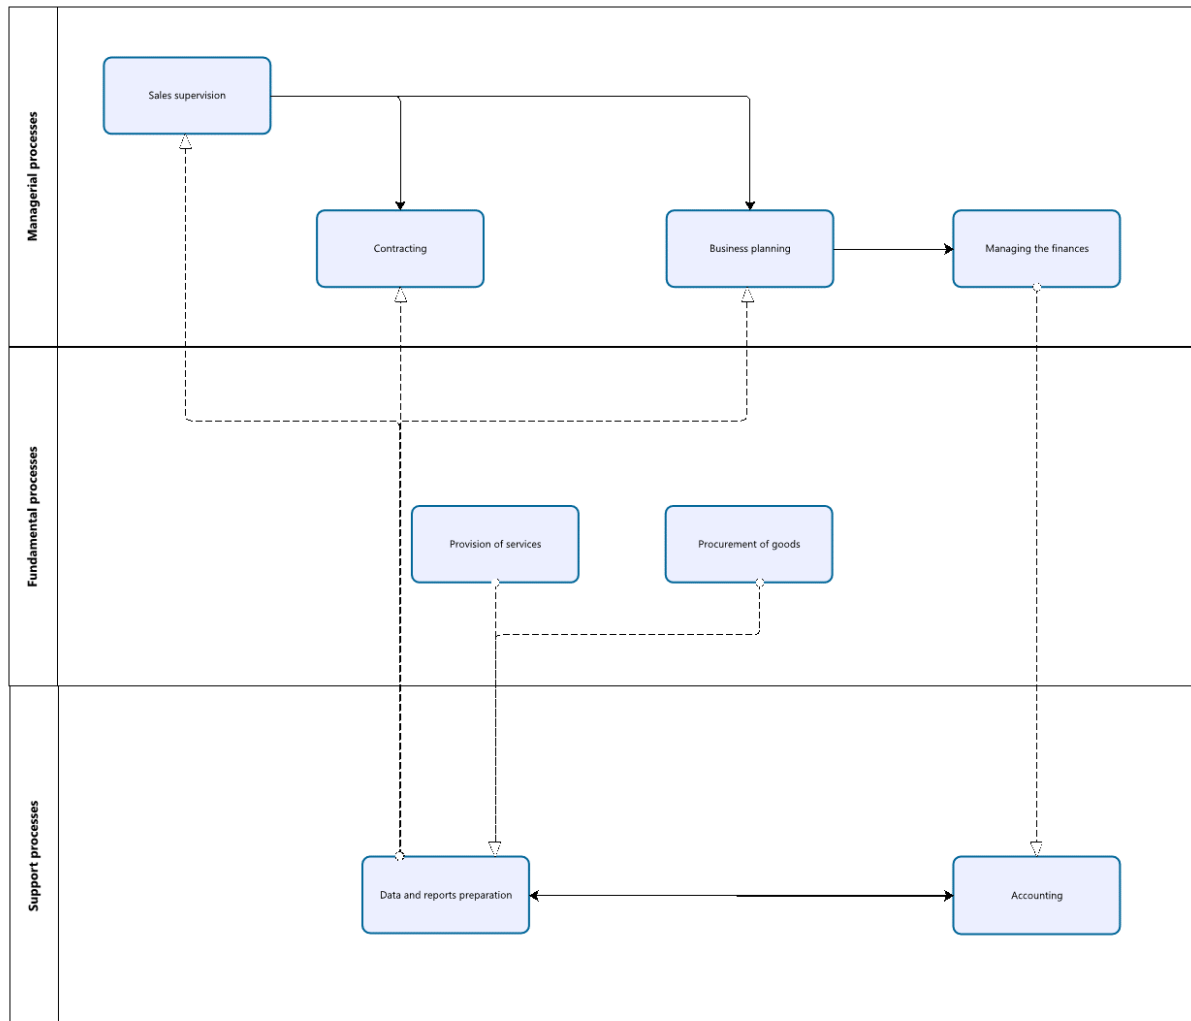 Managerial processes
Sales supervision
Contracting
Business planning
Managing the finances
Fundamental processes
Provision of services
Procurement of goods
Support processes
Data and reports preparation
Accounting